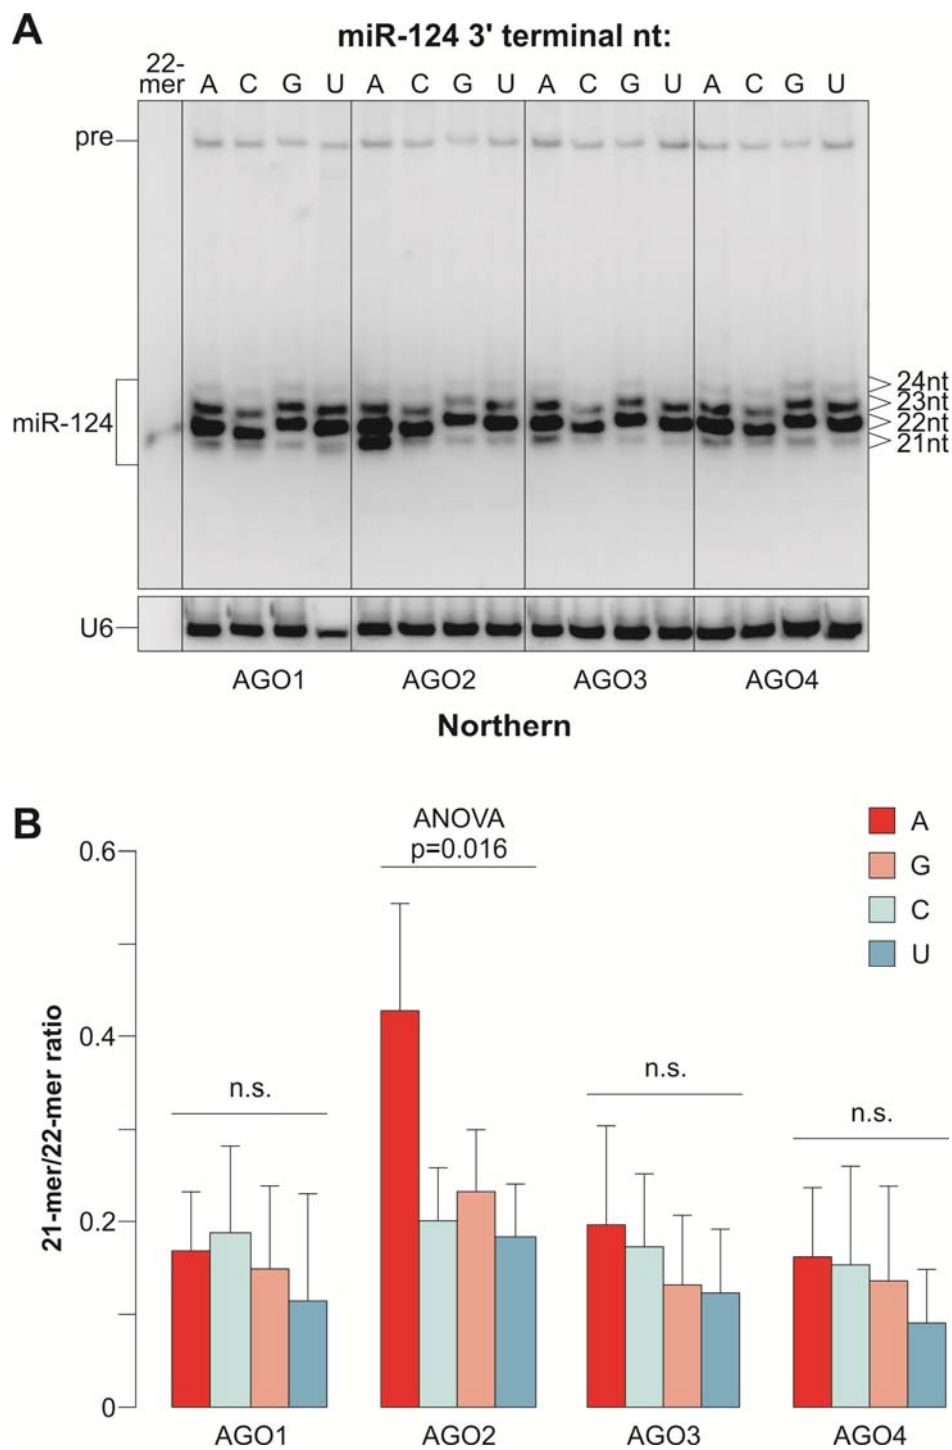 A
miR-124 3' terminal nt:
22-
mer A C G U A C G U A C G U A C G U
pre
24nt
23nt
miR-124
22nt
21nt
U6
AGO1 AGO2 AGO3 AGO4
Northern
B
ANOVA
p=0.016
A
G
C
U
0.6
0.4
0.2
0
21-mer/22-mer ratio
n.s.
n.s.
n.s.
AGO1 AGO2 AGO3 AGO4